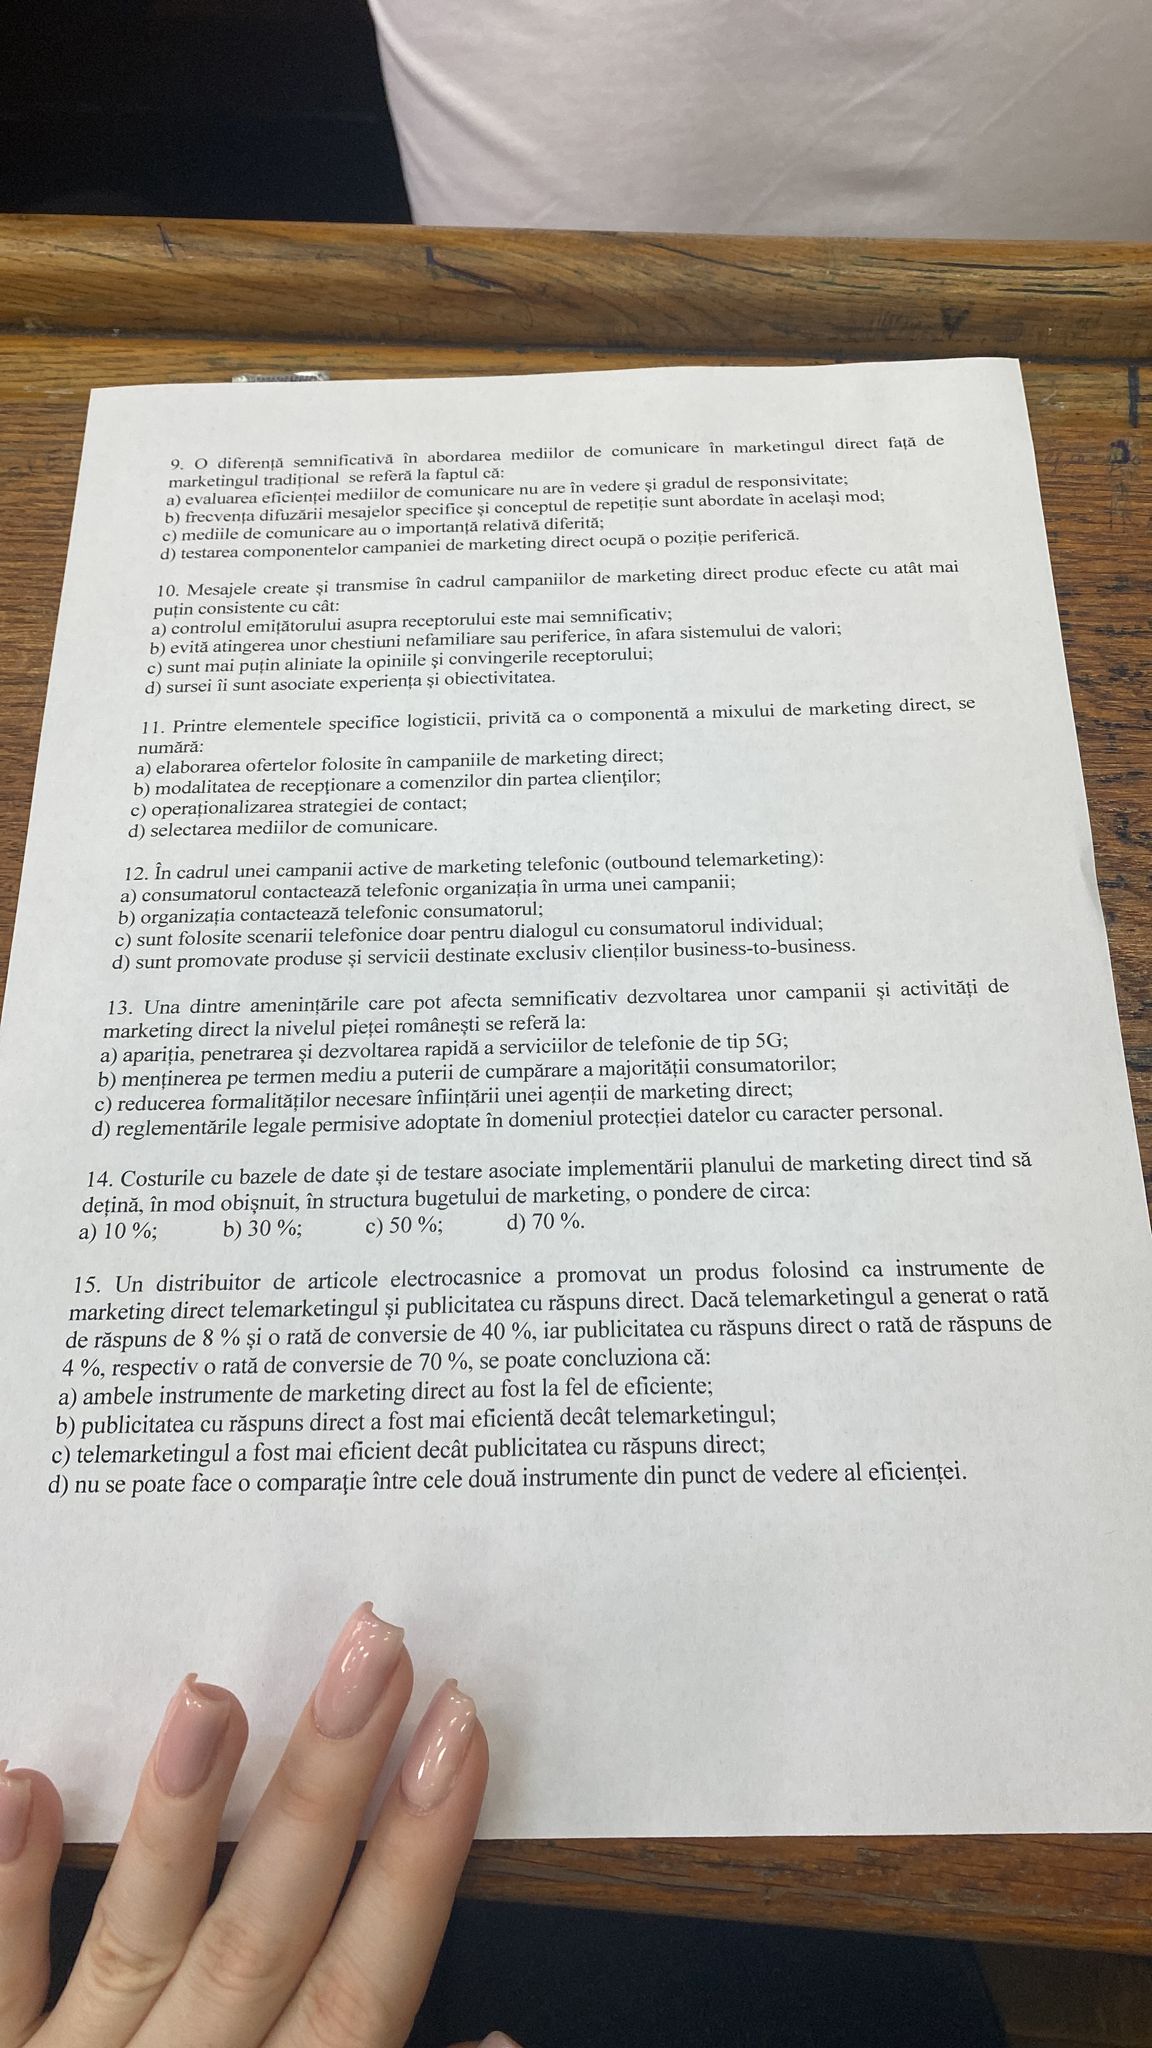 9. O diferență semnificativă în abordarea mediilor de comunicare în marketingul direct față de
marketingul tradițional se referă la faptul că:
a) evaluarea eficienței mediilor de comunicare nu are în vedere și gradul de responsivitate;
b) frecvența difuzării mesajelor specifice și conceptul de repetiție sunt abordate în același mod;
c) mediile de comunicare au o importanță relativă diferită;
d) testarea componentelor campaniei de marketing direct ocupă o poziție periferică.
10. Mesajele create și transmise în cadrul campaniilor de marketing direct produc efecte cu atât mai
puțin consistente cu cât:
a) controlul emițătorului asupra receptorului este mai semnificativ;
b) evită atingerea unor chestiuni nefamiliare sau periferice, în afara sistemului de valori;
c) sunt mai puțin aliniate la opiniile și convingerile receptorului;
d) sursei îi sunt asociate experiența și obiectivitatea.
11. Printre elementele specifice logisticii, privită ca o componentă a mixului de marketing direct, se
numără:
a) elaborarea ofertelor folosite în campaniile de marketing direct;
b) modalitatea de recepționare a comenzilor din partea clienților;
c) operaționalizarea strategiei de contact;
d) selectarea mediilor de comunicare.
12. În cadrul unei campanii active de marketing telefonic (outbound telemarketing):
a) consumatorul contactează telefonic organizația în urma unei campanii;
b) organizația contactează telefonic consumatorul;
c) sunt folosite scenarii telefonice doar pentru dialogul cu consumatorul individual;
d) sunt promovate produse și servicii destinate exclusiv clienților business-to-business.
13. Una dintre amenințările care pot afecta semnificativ dezvoltarea unor campanii și activități de
marketing direct la nivelul pieței românești se referă la:
a) apariția, penetrarea și dezvoltarea rapidă a serviciilor de telefonie de tip 5G;
b) menținerea pe termen mediu a puterii de cumpărare a majorității consumatorilor;
c) reducerea formalităților necesare înființării unei agenții de marketing direct;
d) reglementările legale permisive adoptate în domeniul protecției datelor cu caracter personal.
14. Costurile cu bazele de date și de testare asociate implementării planului de marketing direct tind să
dețină, în mod obișnuit, în structura bugetului de marketing, o pondere de circa:
a) 10 %; b) 30 %; c) 50 %; d) 70 %.
15. Un distribuitor de articole electrocasnice a promovat un produs folosind ca instrumente de
marketing direct telemarketingul și publicitatea cu răspuns direct. Dacă telemarketingul a generat o rată
de răspuns de 8 % și o rată de conversie de 40 %, iar publicitatea cu răspuns direct o rată de răspuns de
4 %, respectiv o rată de conversie de 70 %, se poate concluziona că:
a) ambele instrumente de marketing direct au fost la fel de eficiente;
b) publicitatea cu răspuns direct a fost mai eficientă decât telemarketingul;
c) telemarketingul a fost mai eficient decât publicitatea cu răspuns direct;
d) nu se poate face o comparație între cele două instrumente din punct de vedere al eficienței.